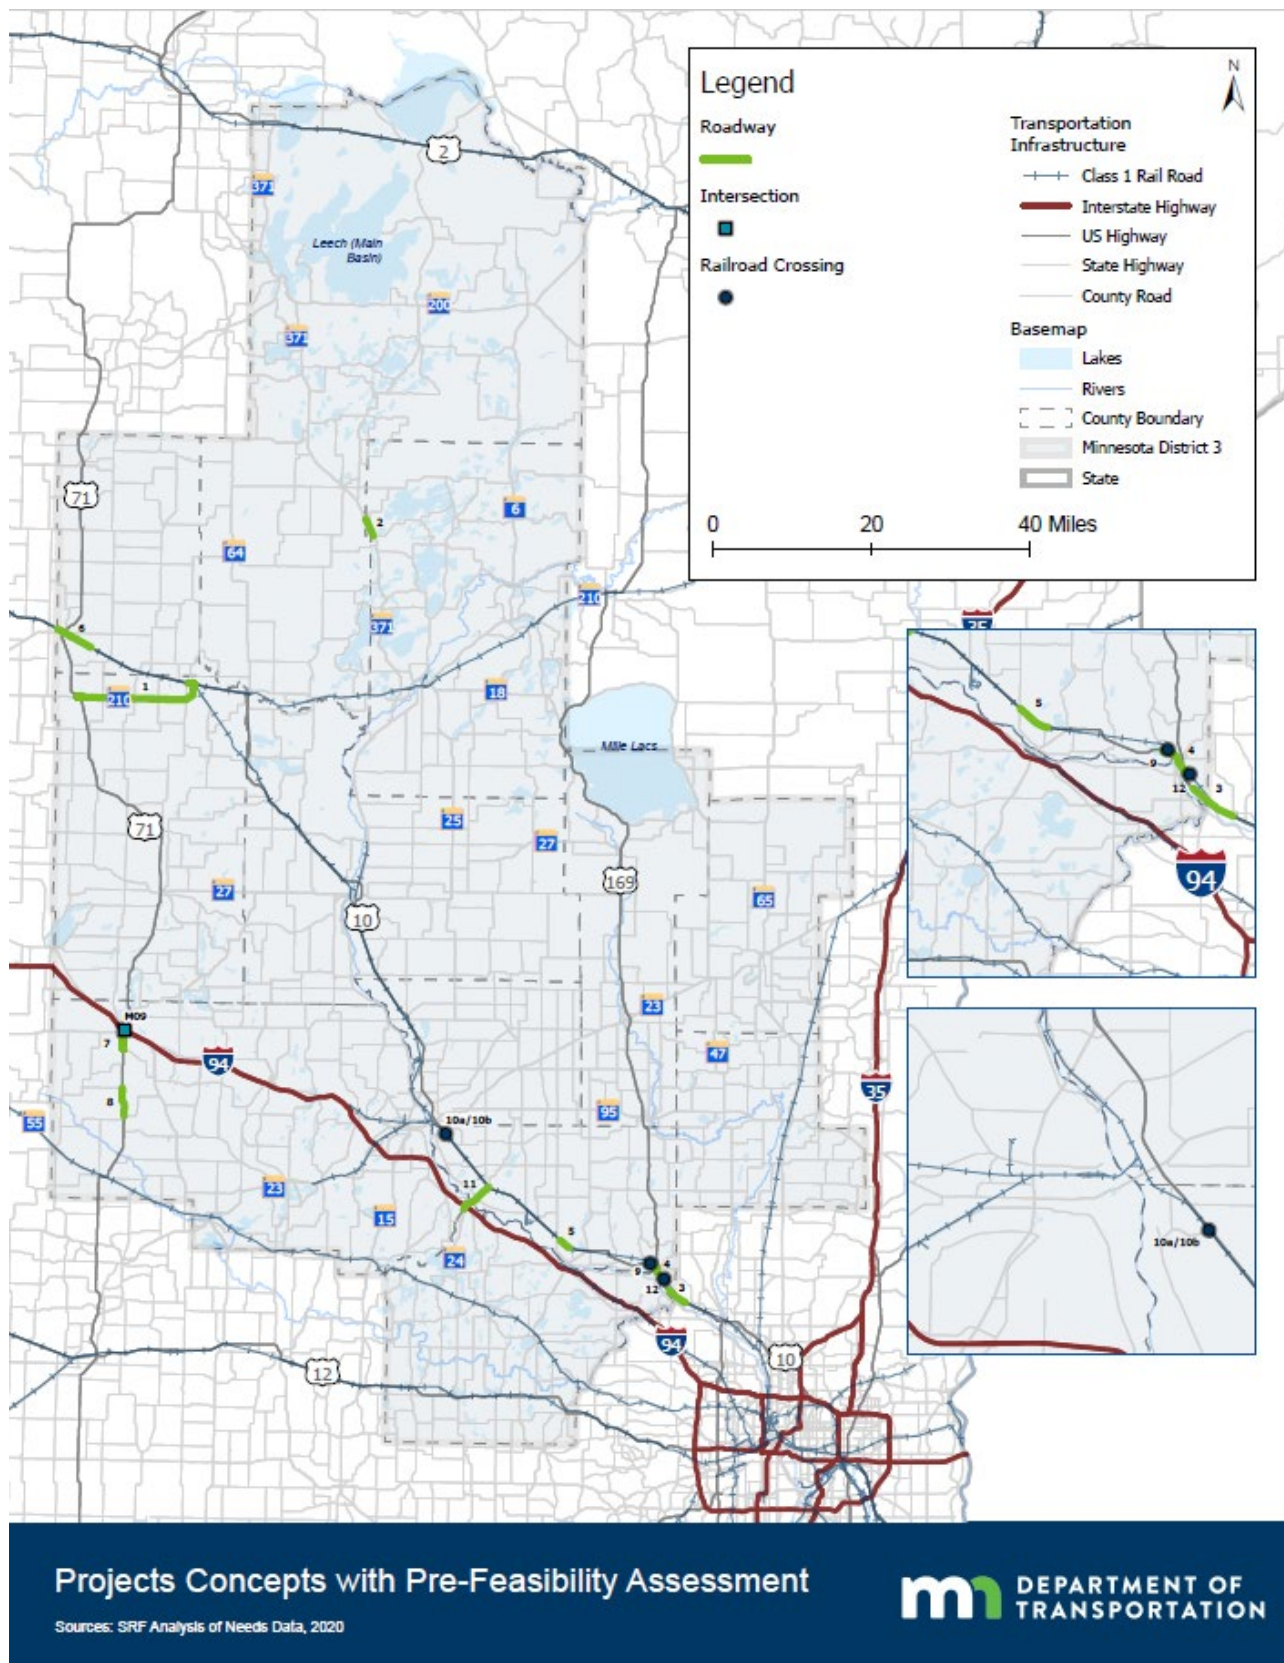 Legend
N
Roadway
Intersection
Railroad Crossing
Transportation
Infrastructure
Class 1 Rail Road
Interstate Highway
US Highway
State Highway
County Road
Basemap
Lakes
Rivers
County Boundary
Minnesota District 3
State
0 20 40 Miles
2
371
Leech (Main
Basin)
200
371
71
6
2
64
210
371
35
6
1
210
18
Mille Lacs
71
25
27
169
27
65
10
23
M09
7
94
47
8
35
55
95
10a/10b
23
11
15
5
24
9
4
12
3
94
10
12
5
4
9
12
3
94
10a/10b
Projects Concepts with Pre-Feasibility Assessment
Sources: SRF Analysis of Needs Data, 2020
mn DEPARTMENT OF
TRANSPORTATION